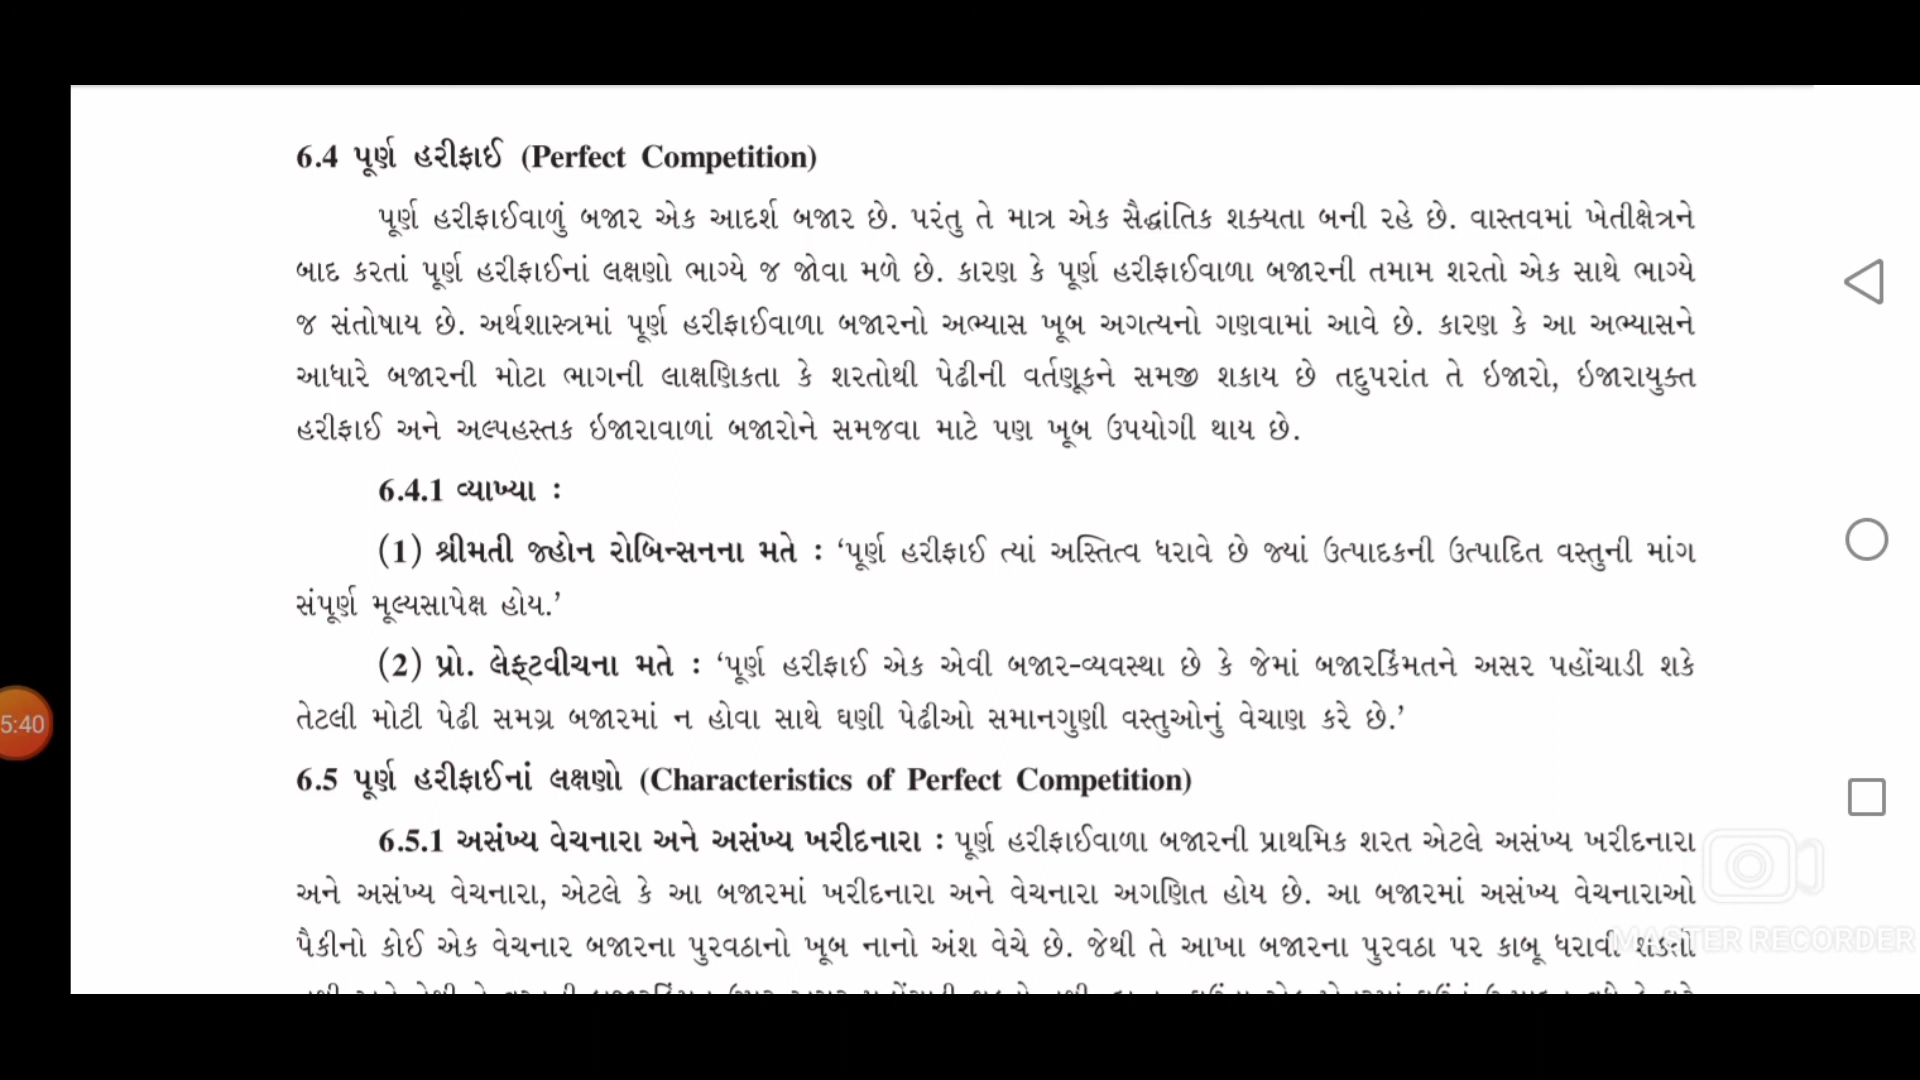 6.4 પૂર્ણ હરીફાઈ (Perfect Competition)
પૂર્ણ હરીફાઈવાળું બજાર એક આદર્શ બજાર છે. પરંતુ તે માત્ર એક સૈદ્ધાંતિક શક્યતા બની રહે છે. વાસ્તવમાં ખેતીક્ષેત્રને
બાદ કરતાં પૂર્ણ હરીફાઈનાં લક્ષણો ભાગ્યે જ જોવા મળે છે. કારણ કે પૂર્ણ હરીફાઈવાળા બજારની તમામ શરતો એક સાથે ભાગ્યે
જ સંતોષાય છે. અર્થશાસ્ત્રમાં પૂર્ણ હરીફાઈવાળા બજારનો અભ્યાસ ખૂબ અગત્યનો ગણવામાં આવે છે. કારણ કે આ અભ્યાસને
આધારે બજારની મોટા ભાગની લાક્ષણિકતા કે શરતોથી પેઢીની વર્તણૂકને સમજી શકાય છે તદુપરાંત તે ઇજારો, ઇજારાયુક્ત
હરીફાઈ અને અલ્પહસ્તક ઇજારાવાળાં બજારોને સમજવા માટે પણ ખૂબ ઉપયોગી થાય છે.
6.4.1 વ્યાખ્યા :
(1) શ્રીમતી જ્હોન રોબિન્સનના મતે : ‘પૂર્ણ હરીફાઈ ત્યાં અસ્તિત્વ ધરાવે છે જ્યાં ઉત્પાદકની ઉત્પાદિત વસ્તુની માંગ
સંપૂર્ણ મૂલ્યસાપેક્ષ હોય.’
(2) પ્રો. લેફ્ટવીચના મતે : ‘પૂર્ણ હરીફાઈ એક એવી બજાર-વ્યવસ્થા છે કે જેમાં બજારકિંમતને અસર પહોંચાડી શકે
5:40
તેટલી મોટી પેઢી સમગ્ર બજારમાં ન હોવા સાથે ઘણી પેઢીઓ સમાનગુણી વસ્તુઓનું વેચાણ કરે છે.’
6.5 પૂર્ણ હરીફાઈનાં લક્ષણો (Characteristics of Perfect Competition)
6.5.1 અસંખ્ય વેચનારા અને અસંખ્ય ખરીદનારા : પૂર્ણ હરીફાઈવાળા બજારની પ્રાથમિક શરત એટલે અસંખ્ય ખરીદનારા
અને અસંખ્ય વેચનારા, એટલે કે આ બજારમાં ખરીદનારા અને વેચનારા અગણિત હોય છે. આ બજારમાં અસંખ્ય વેચનારાઓ
પૈકીનો કોઈ એક વેચનાર બજારના પુરવઠાનો ખૂબ નાનો અંશ વેચે છે. જેથી તે આખા બજારના પુરવઠા પર કાબૂ ધરાવી શકતો
MASTER RECORDER